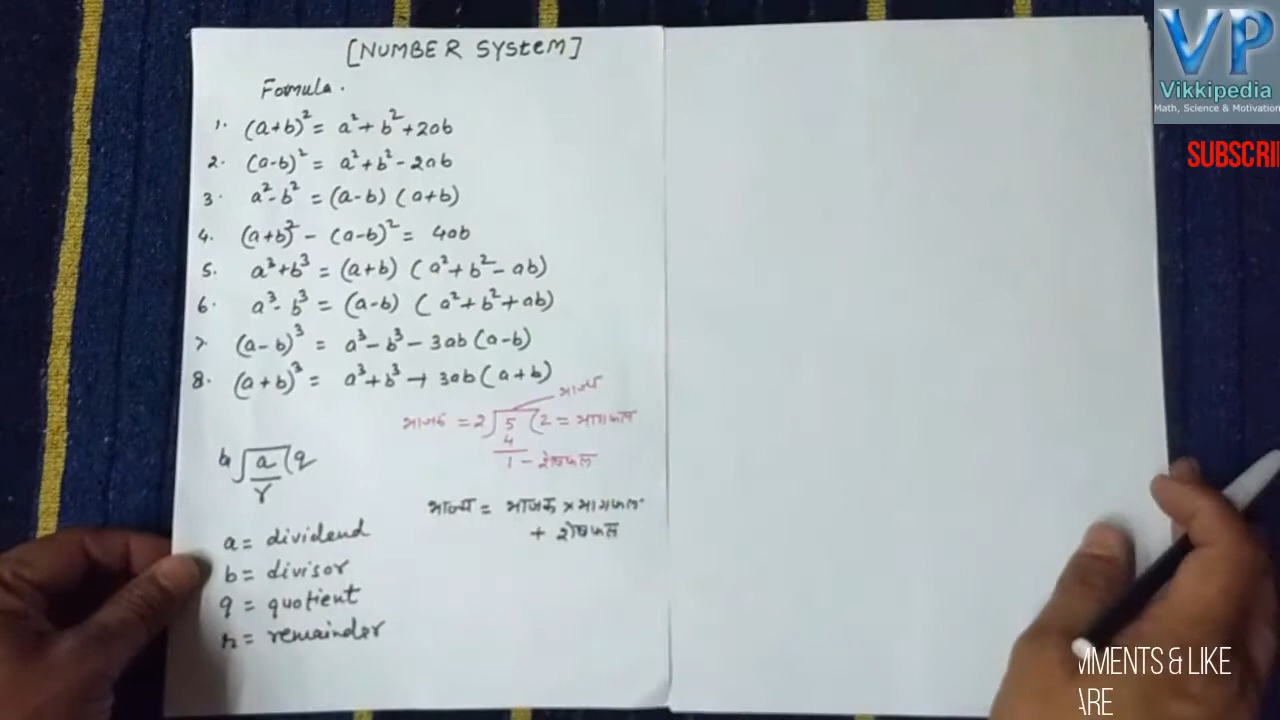 [NUMBER SYSTEM]
Formula.
1. (a+b)² = a² + b² + 2ab
2. (a-b)² = a² + b² - 2ab
3. a² - b² = (a-b) (a+b)
4. (a+b)² - (a-b)² = 4ab
5. a³ + b³ = (a+b) (a² + b² - ab)
6. a³ - b³ = (a-b) (a² + b² + ab)
7. (a-b)³ = a³ - b³ - 3ab (a-b)
8. (a+b)³ = a³ + b³ + 3ab (a+b)
भाज्य
भाजक = 2 5 (2 = भागफल
4
1 - शेषफल
b a (q
r
भाज्य = भाजक × भागफल
+ शेषफल
a = dividend
b = divisor
q = quotient
r = remainder
VP
Vikkipedia
Math, Science & Motivation
SUBSCRI
MMENTS & LIKE
ARE